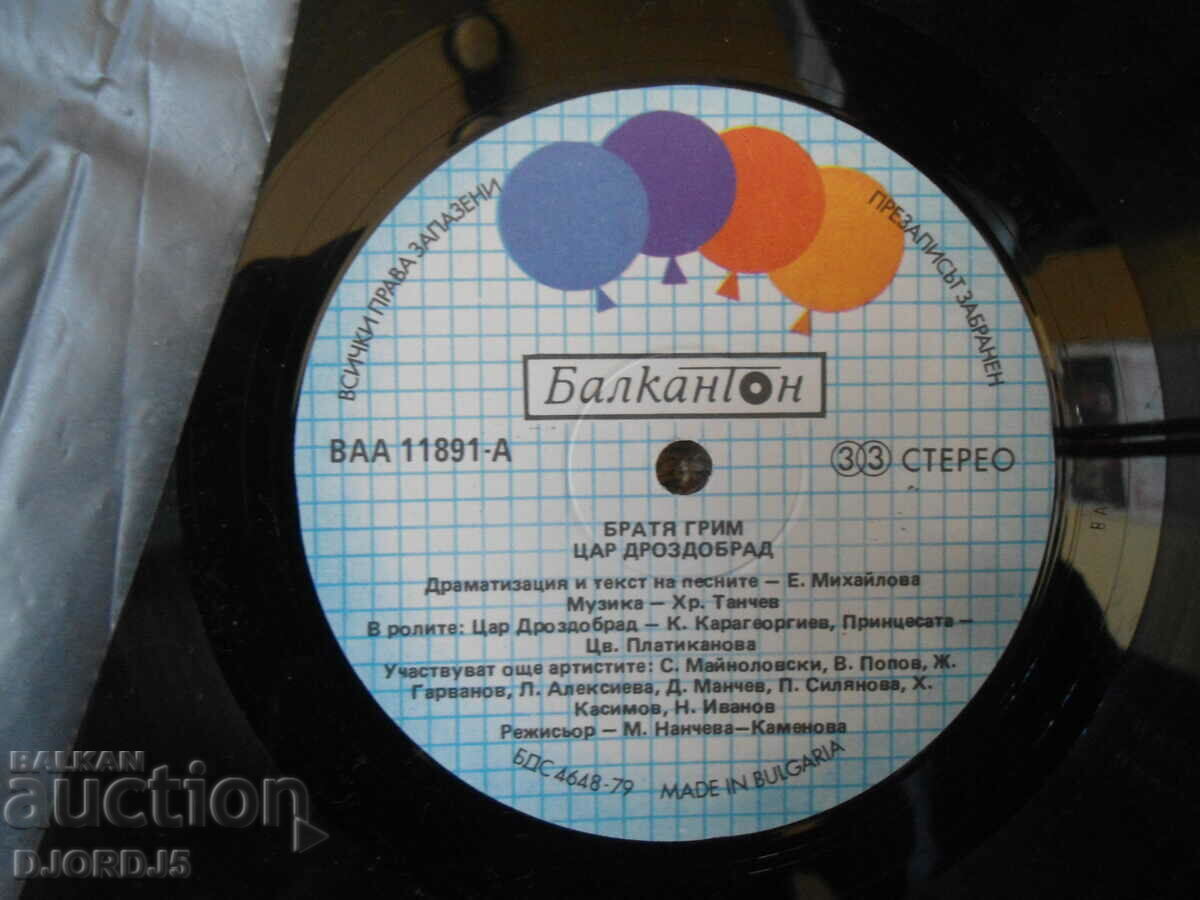 ВСИЧКИ ПРАВА ЗАПАЗЕНИ
ПРЕЗАПИСЪТ ЗАБРАНЕН
Балкантон
ВАА 11891-А
33 СТЕРЕО
БРАТЯ ГРИМ
ЦАР ДРОЗДОБРАД
Драматизация и текст на песните – Е. Михайлова
Музика – Хр. Танчев
В ролите: Цар Дроздобрад – К. Карагеоргиев, Принцесата –
Цв. Платиканова
Участвуват още артистите: С. Майноловски, В. Попов, Ж.
Гарванов, Л. Алексиева, Д. Манчев, П. Силянова, Х.
Касимов, Н. Иванов
Режисьор – М. Нанчева–Каменова
БДС 4648-79 MADE IN BULGARIA
BALKAN
auction
DJORDJ5